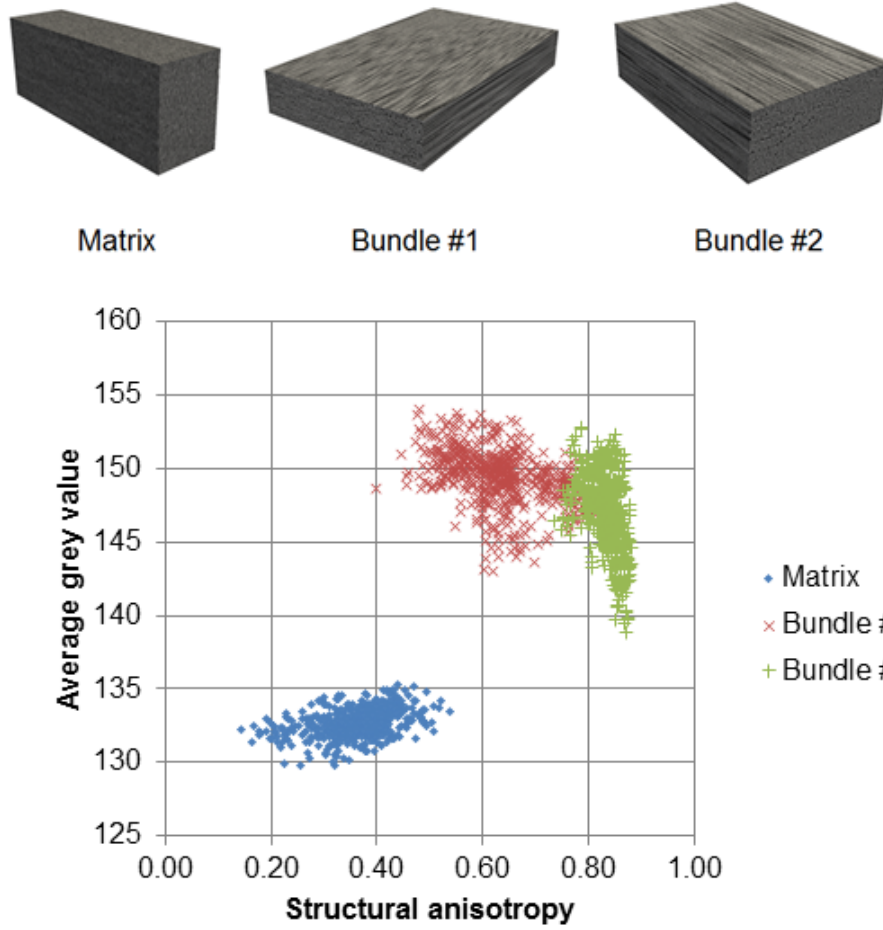 Matrix Bundle #1 Bundle #2
160
155
150
145
140
135
130
125
Average grey value
0.00 0.20 0.40 0.60 0.80 1.00
Structural anisotropy
Matrix
Bundle #
Bundle #